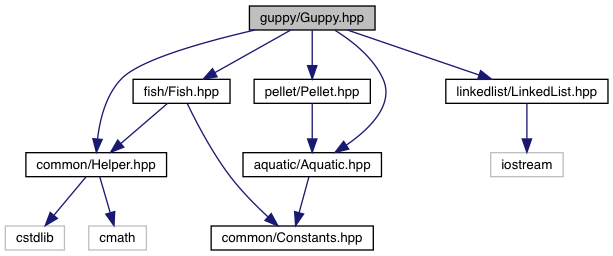 guppy/Guppy.hpp
fish/Fish.hpp
pellet/Pellet.hpp
linkedlist/LinkedList.hpp
common/Helper.hpp
aquatic/Aquatic.hpp
iostream
cstdlib
cmath
common/Constants.hpp